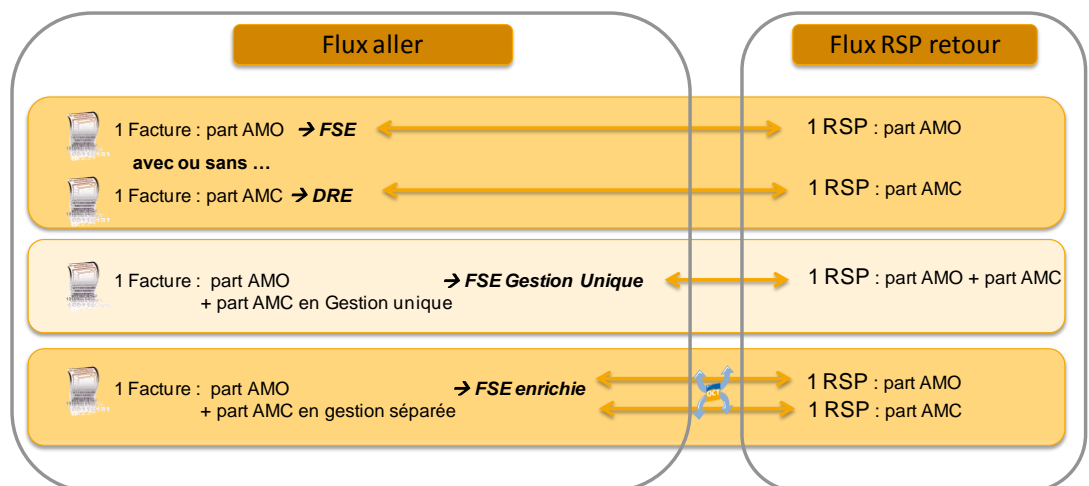 Flux aller
Flux RSP retour
1 Facture : part AMO → FSE
1 RSP : part AMO
avec ou sans …
1 Facture : part AMC → DRE
1 RSP : part AMC
1 Facture : part AMO → FSE Gestion Unique
+ part AMC en Gestion unique
1 RSP : part AMO + part AMC
1 Facture : part AMO → FSE enrichie
+ part AMC en gestion séparée
1 RSP : part AMO
1 RSP : part AMC